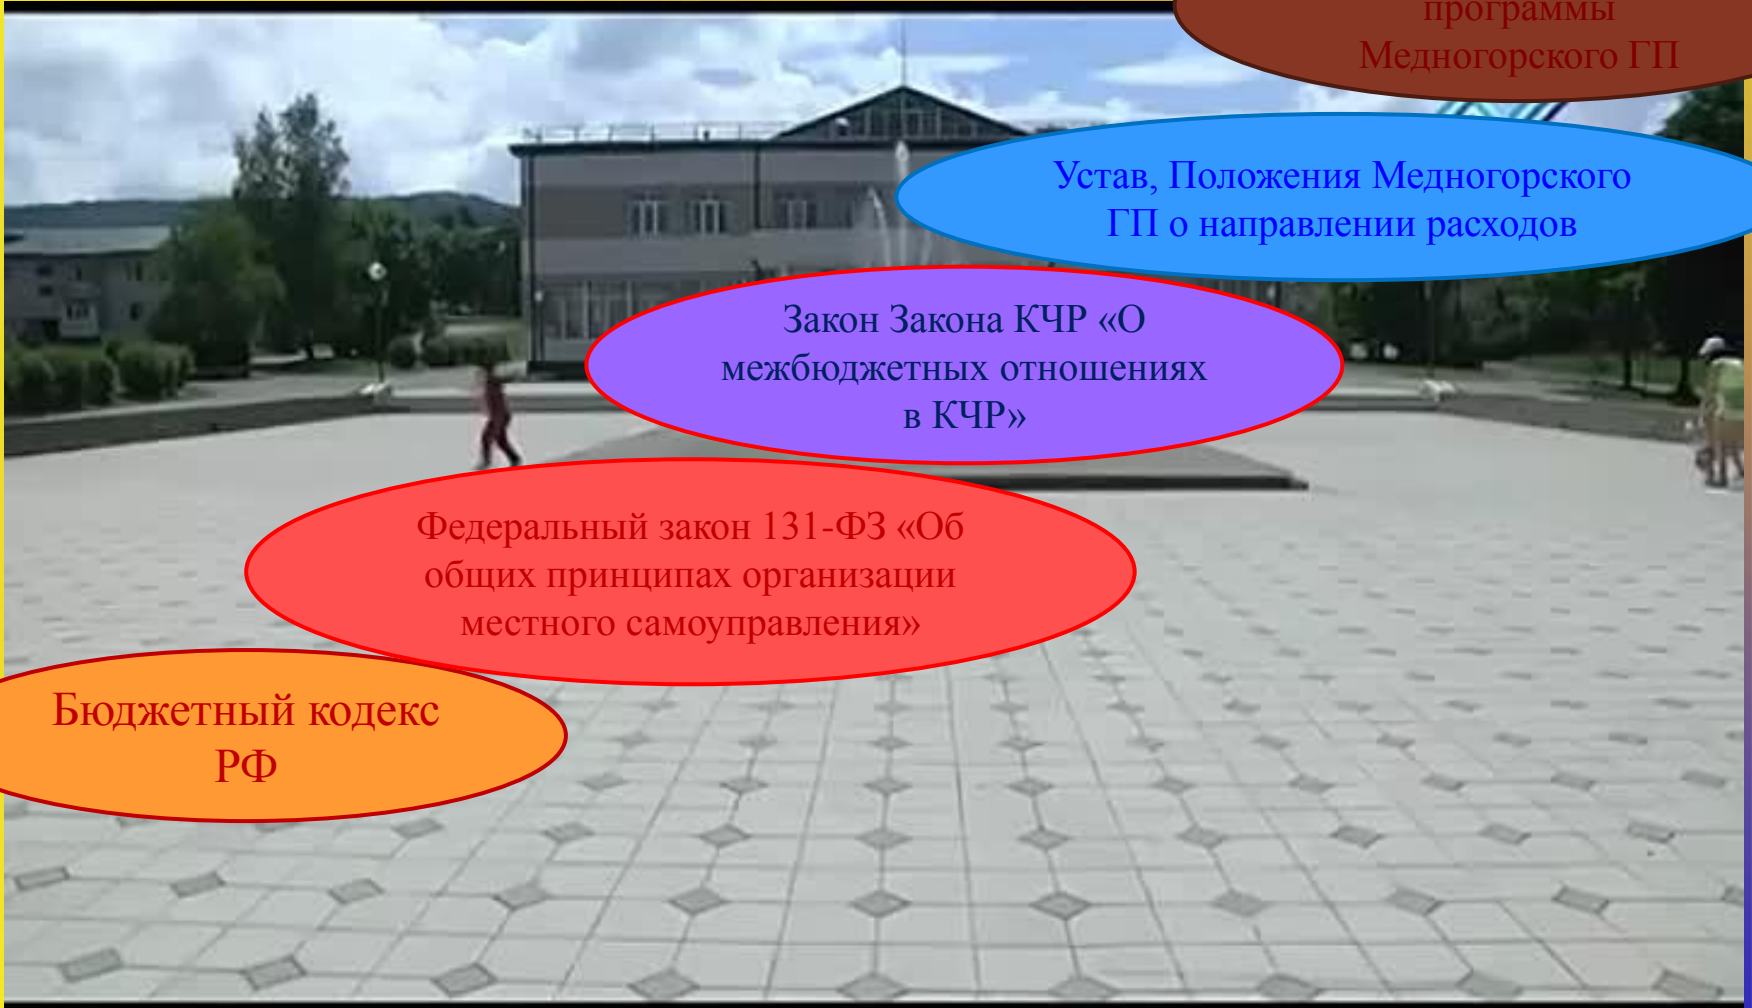 программы
Медногорского ГП
Устав, Положения Медногорского
ГП о направлении расходов
Закон Закона КЧР «О
межбюджетных отношениях
в КЧР»
Федеральный закон 131-ФЗ «Об
общих принципах организации
местного самоуправления»
Бюджетный кодекс
РФ